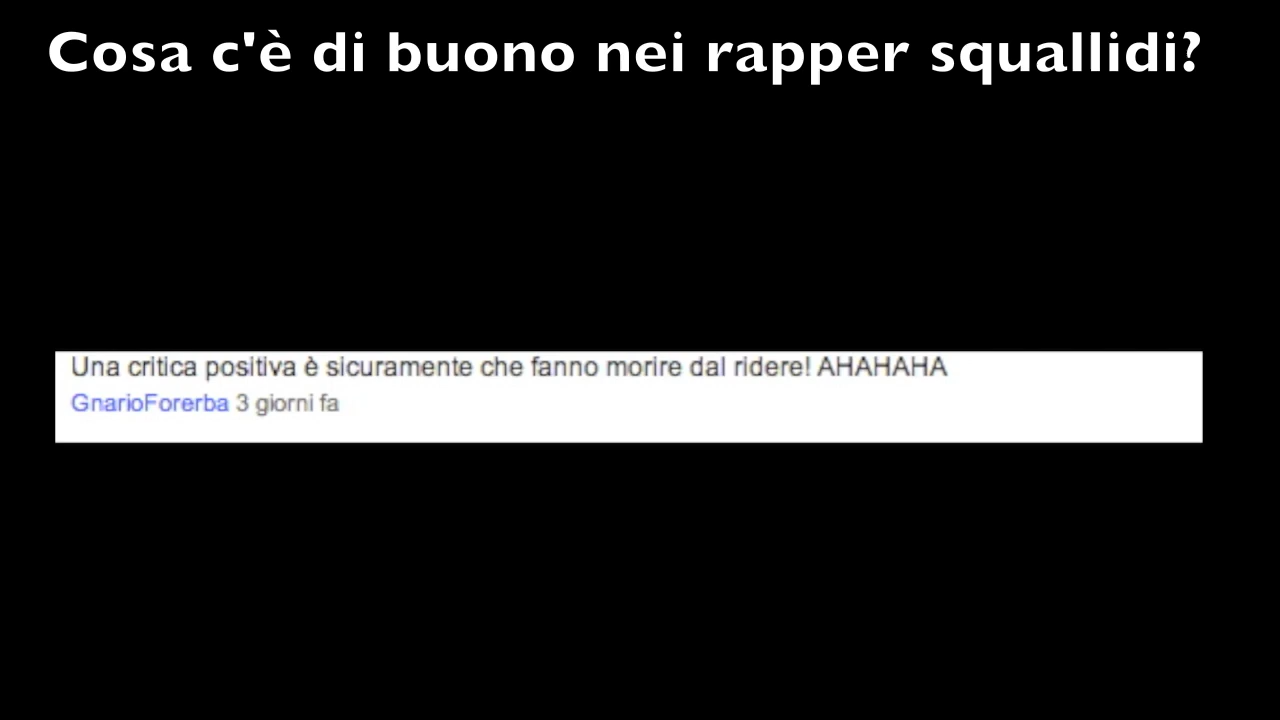 Cosa c'è di buono nei rapper squallidi?
Una critica positiva è sicuramente che fanno morire dal ridere! AHAHAHA
GnarioForerba 3 giorni fa